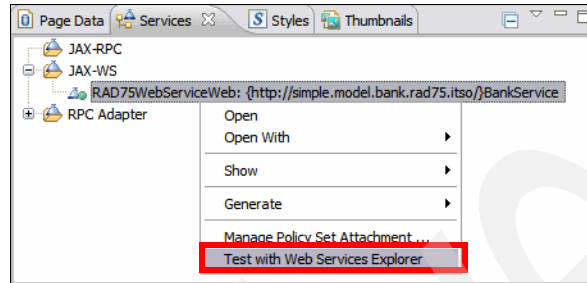 Page Data Services Styles Thumbnails
JAX-RPC
JAX-WS
RAD75WebServiceWeb: {http://simple.model.bank.rad75.itso/}BankService
RPC Adapter
Open
Open With
Show
Generate
Manage Policy Set Attachment ...
Test with Web Services Explorer